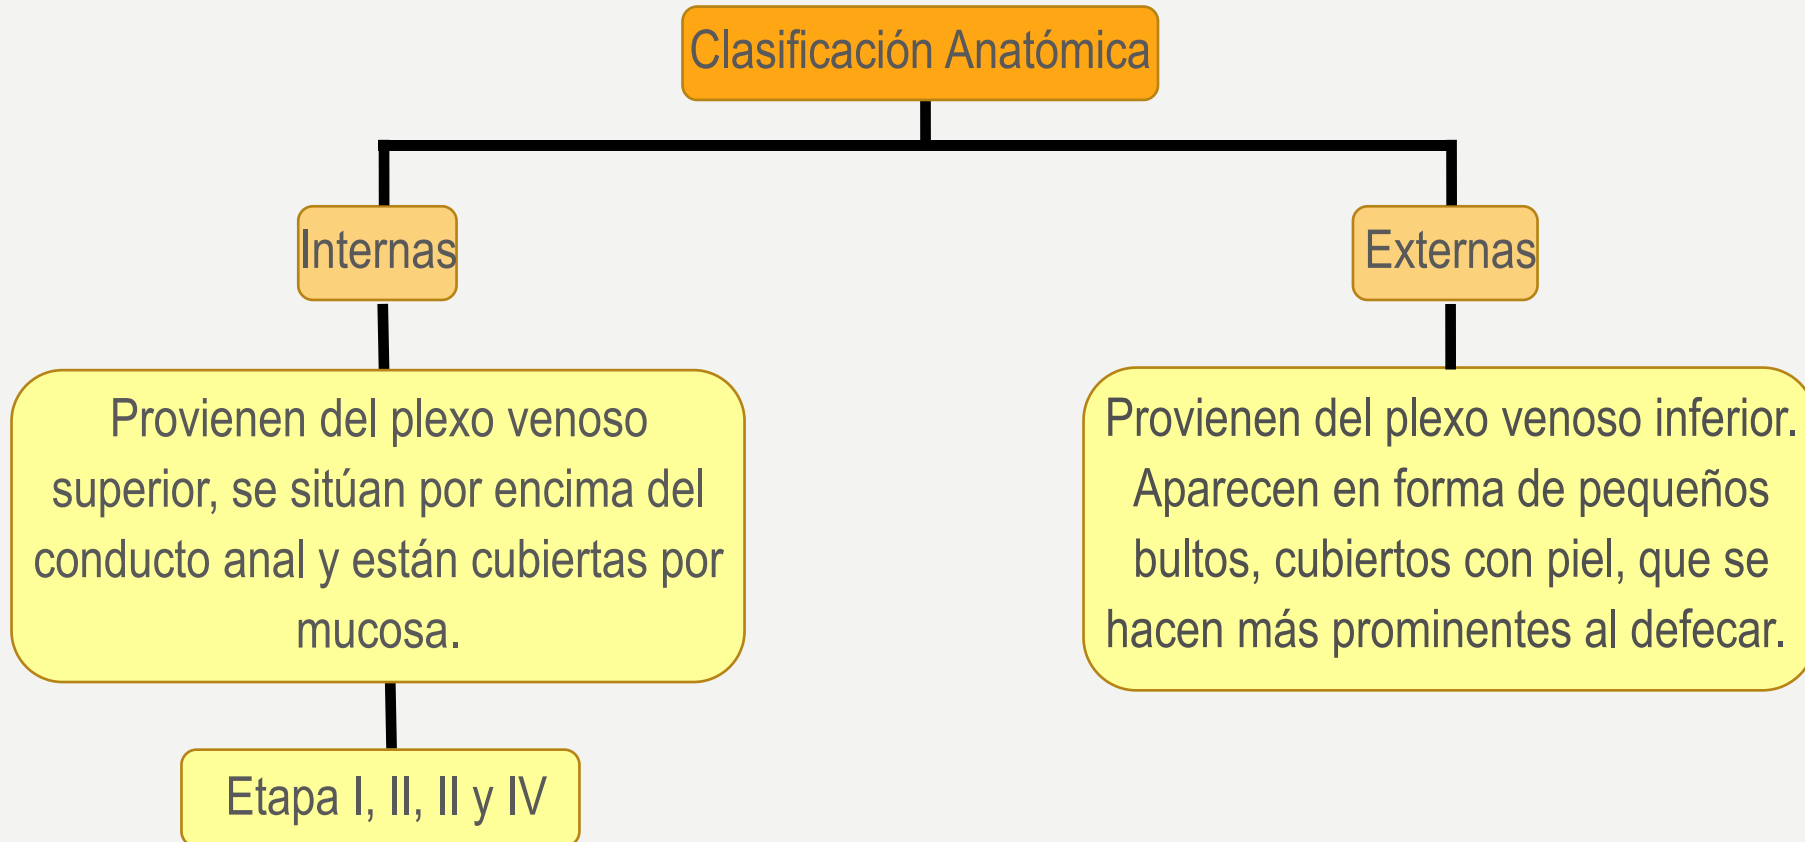 Clasificación Anatómica
Internas
Externas
Provienen del plexo venoso
superior, se sitúan por encima del
conducto anal y están cubiertas por
mucosa.
Provienen del plexo venoso inferior.
Aparecen en forma de pequeños
bultos, cubiertos con piel, que se
hacen más prominentes al defecar.
Etapa I, II, II y IV